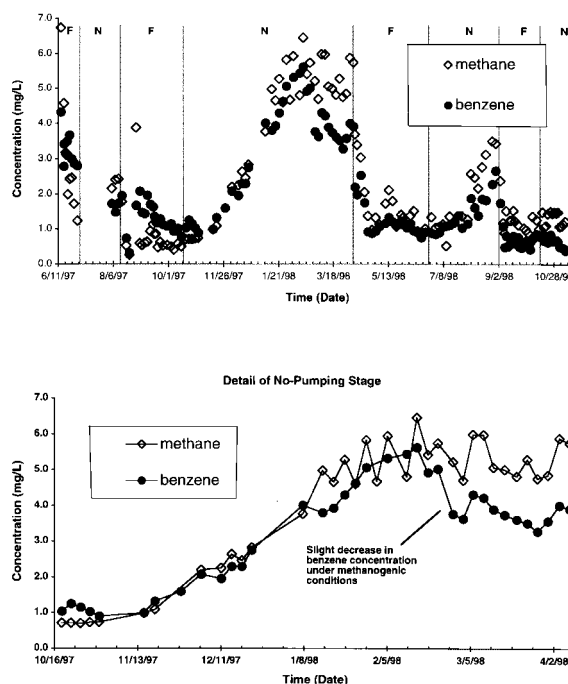 7.0
F
N
F
N
F
N
F
N
6.0
5.0
4.0
3.0
2.0
1.0
0.0
Concentration (mg/L)
methane
benzene
6/11/97
8/6/97
10/1/97
11/26/97
1/21/98
3/18/98
5/13/98
7/8/98
9/2/98
10/28/9
Time (Date)
Detail of No-Pumping Stage
7.0
6.0
5.0
4.0
3.0
2.0
1.0
0.0
Concentration (mg/L)
methane
benzene
Slight decrease in
benzene concentration
under methanogenic
conditions
10/16/97
11/13/97
12/11/97
1/8/98
2/5/98
3/5/98
4/2/98
Time (Date)